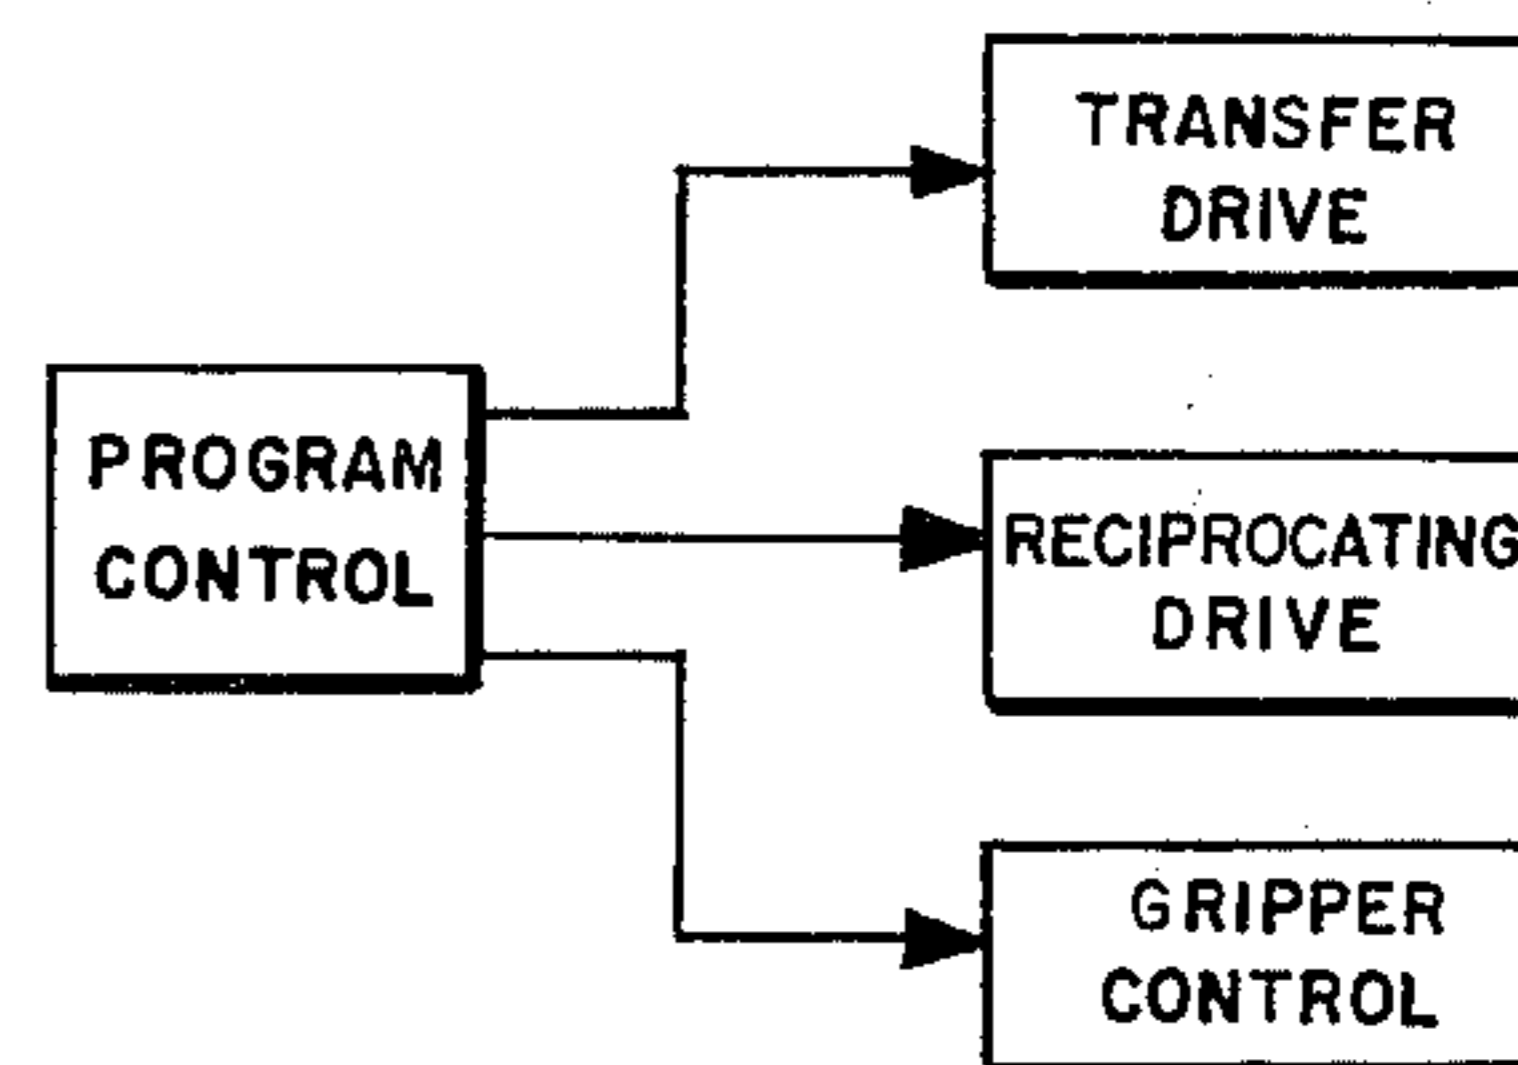 TRANSFER
DRIVE
PROGRAM
CONTROL
RECIPROCATING
DRIVE
GRIPPER
CONTROL